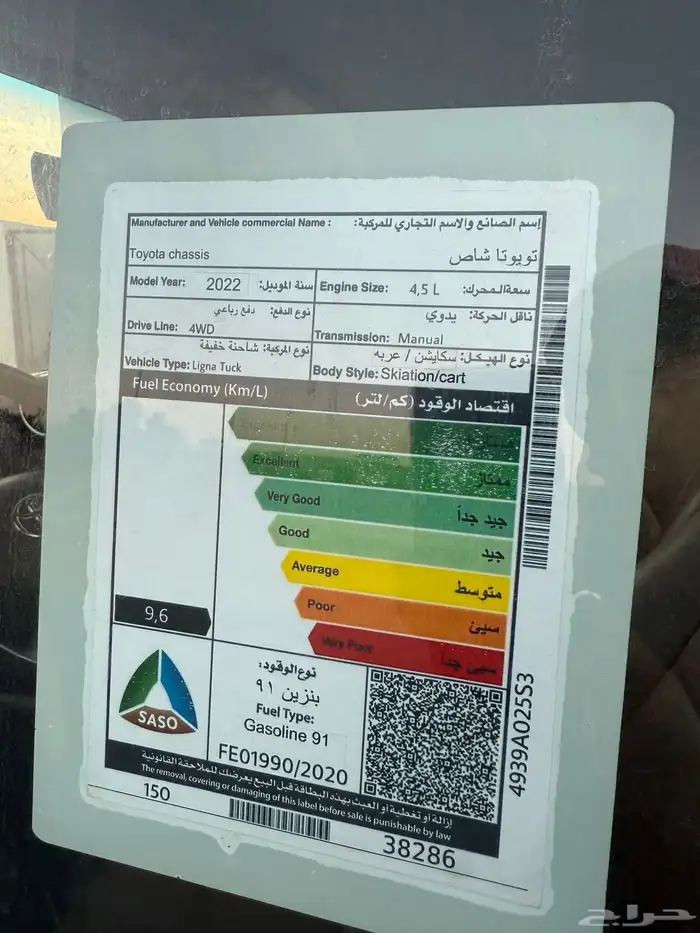 Manufacturer and Vehicle commercial Name : إسم الصانع والاسم التجاري للمركبة:
Toyota chassis تويوتا شاص
Model Year: 2022 سنة الموديل:
Engine Size: 4,5 L سعةالمحرك:
نوع الدفع: دفع رباعي
Drive Line: 4WD
ناقل الحركة: يدوي
Transmission: Manual
نوع المركبة: شاحنة خفيفة
Vehicle Type: Ligna Tuck
نوع الهيكل: سكايشن / عربه
Body Style: Skiation/cart
Fuel Economy (Km/L) اقتصاد الوقود (كم/لتر)
Excellent ممتاز
Very Good جيد جداً
Good جيد
Average متوسط
Poor سيئ
Very Poor سيئ جداً
9,6
SASO
نوع الوقود:
بنزين ٩١
Fuel Type:
Gasoline 91
FE01990/2020
4939A025S3
إزالة أو تغطية أو العبث بهذه البطاقة قبل البيع يعرضك للملاحقة القانونية
The removal, covering or damaging of this label before sale is punishable by law
150
38286
حراج